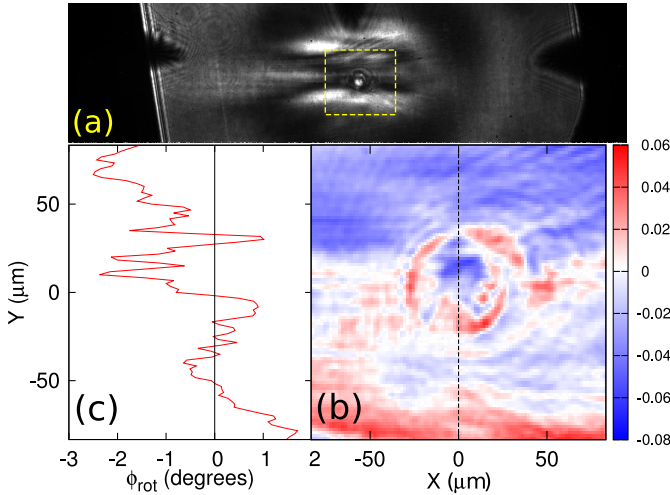 (a)
0.06
0.04
0.02
0
-0.02
-0.04
-0.06
-0.08
Y (μm)
50
0
-50
(c)
(b)
-3 -2 -1 0 1
ϕrot (degrees)
2 -50 0 50
X (μm)